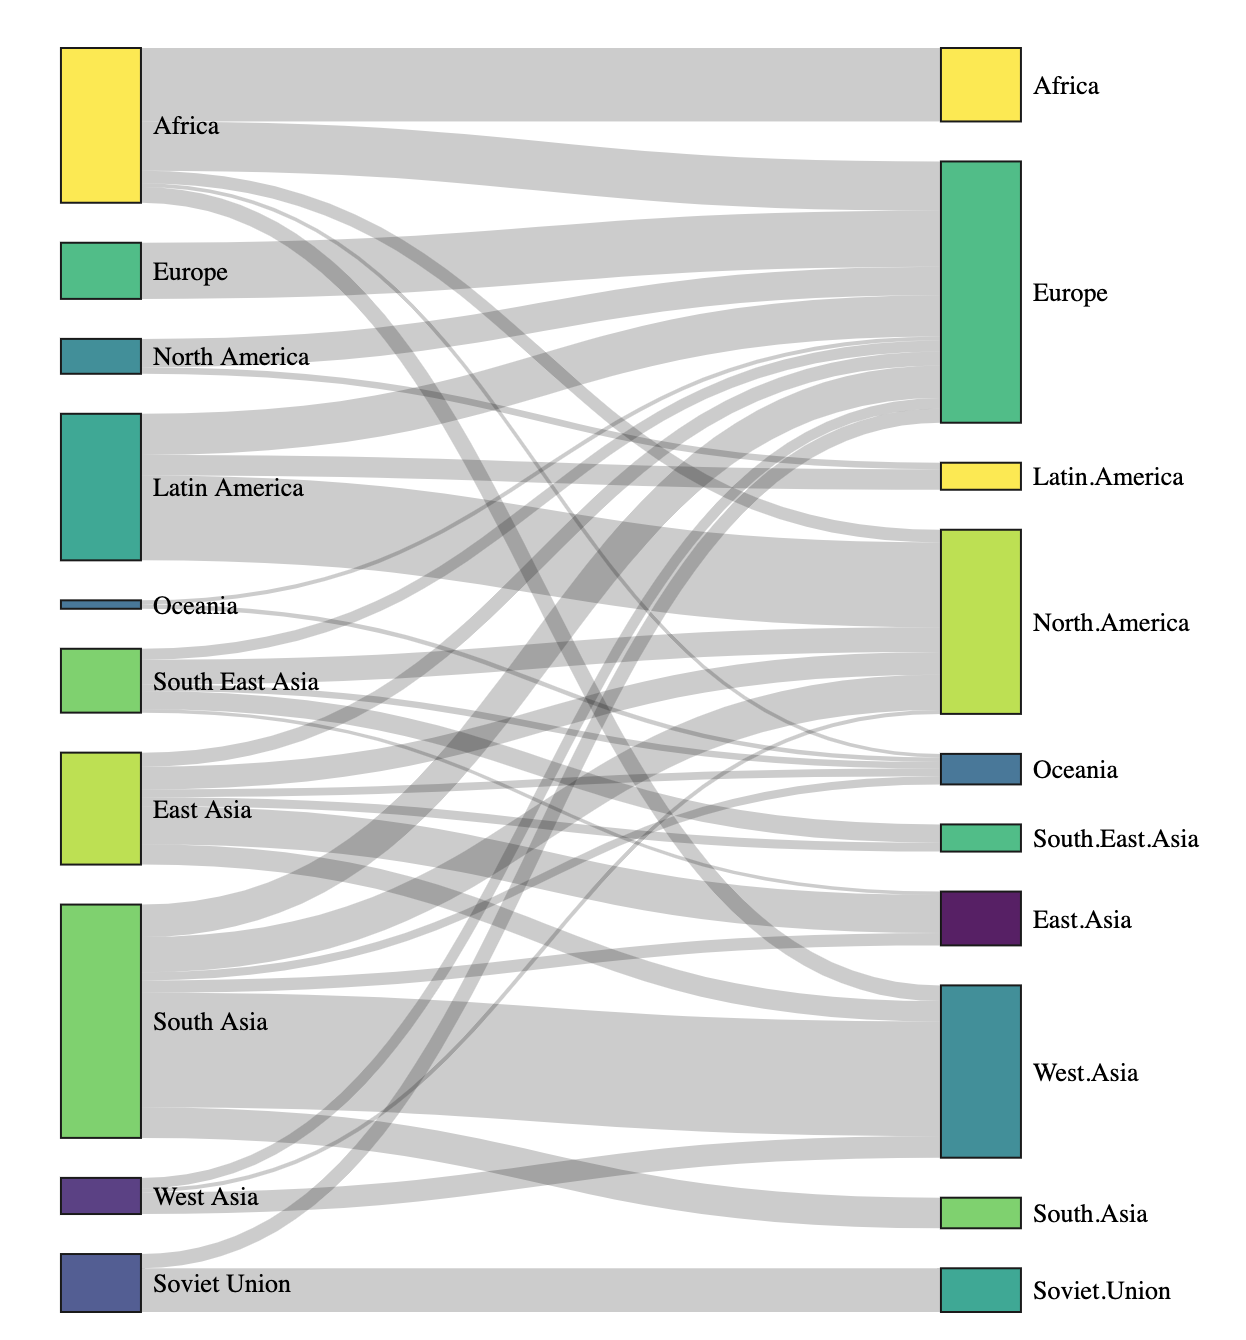 Africa
Europe
North America
Latin America
Oceania
South East Asia
East Asia
South Asia
West Asia
Soviet Union
Africa
Europe
Latin.America
North.America
Oceania
South.East.Asia
East.Asia
West.Asia
South.Asia
Soviet.Union